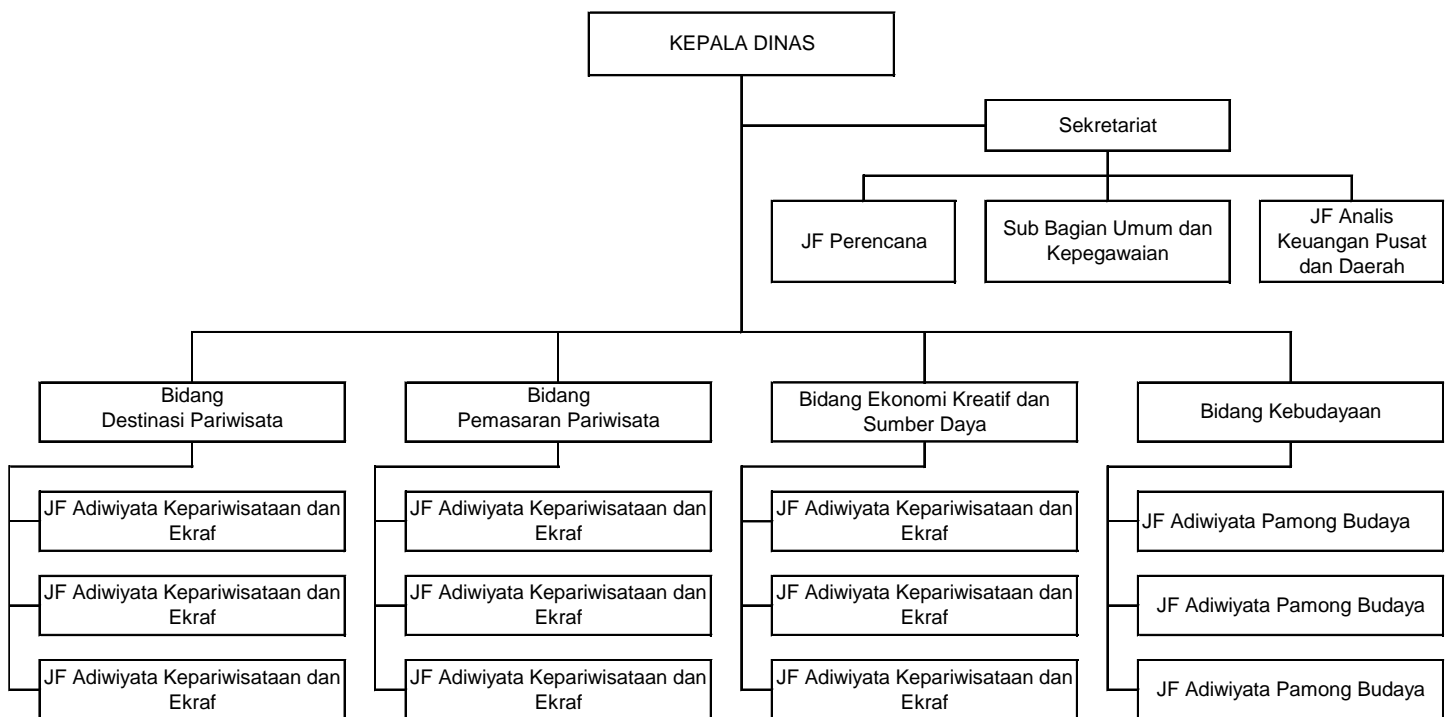 KEPALA DINAS
Sekretariat
JF Perencana
Sub Bagian Umum dan
Kepegawaian
JF Analis
Keuangan Pusat
dan Daerah
Bidang
Destinasi Pariwisata
Bidang
Pemasaran Pariwisata
Bidang Ekonomi Kreatif dan
Sumber Daya
Bidang Kebudayaan
JF Adiwiyata Kepariwisataan dan
Ekraf
JF Adiwiyata Kepariwisataan dan
Ekraf
JF Adiwiyata Kepariwisataan dan
Ekraf
JF Adiwiyata Pamong Budaya
JF Adiwiyata Kepariwisataan dan
Ekraf
JF Adiwiyata Kepariwisataan dan
Ekraf
JF Adiwiyata Kepariwisataan dan
Ekraf
JF Adiwiyata Pamong Budaya
JF Adiwiyata Kepariwisataan dan
Ekraf
JF Adiwiyata Kepariwisataan dan
Ekraf
JF Adiwiyata Kepariwisataan dan
Ekraf
JF Adiwiyata Pamong Budaya